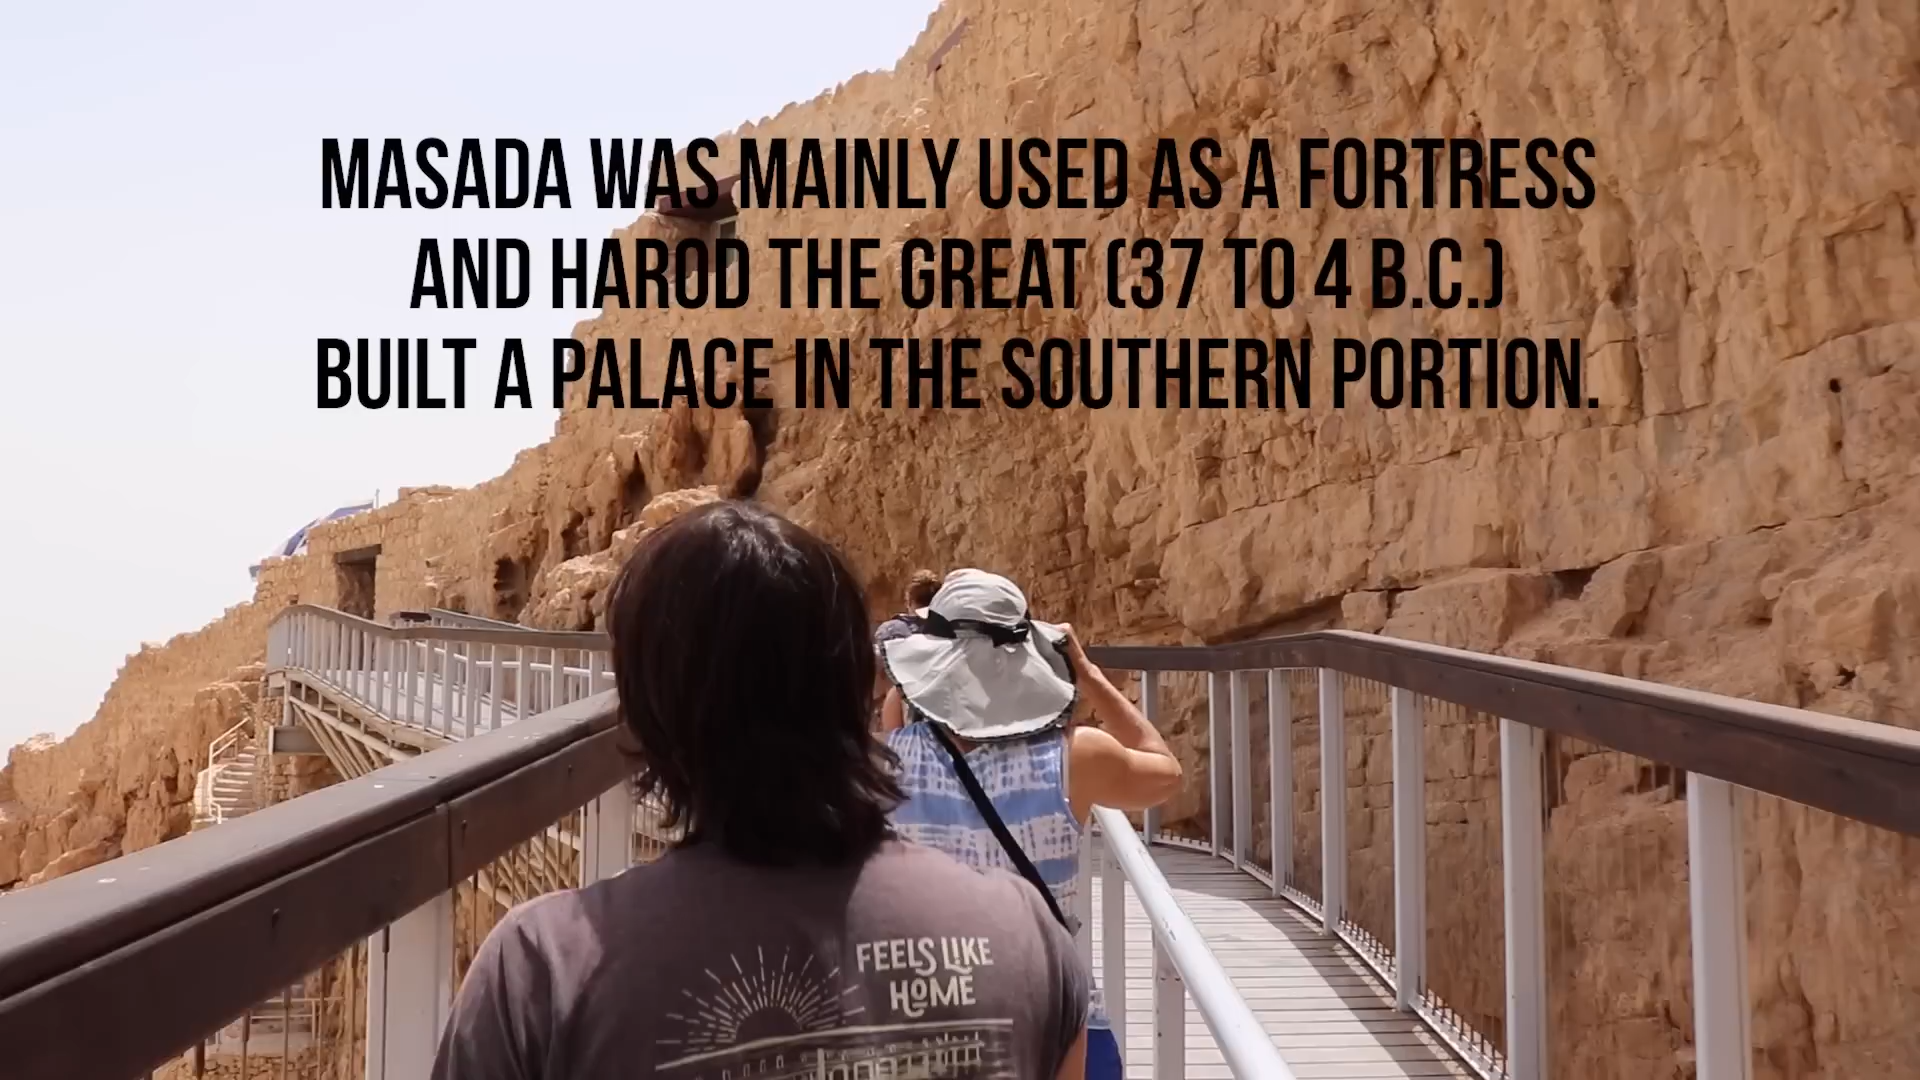 MASADA WAS MAINLY USED AS A FORTRESS
AND HAROD THE GREAT (37 TO 4 B.C.)
BUILT A PALACE IN THE SOUTHERN PORTION.
FEELS LIKE
HOME